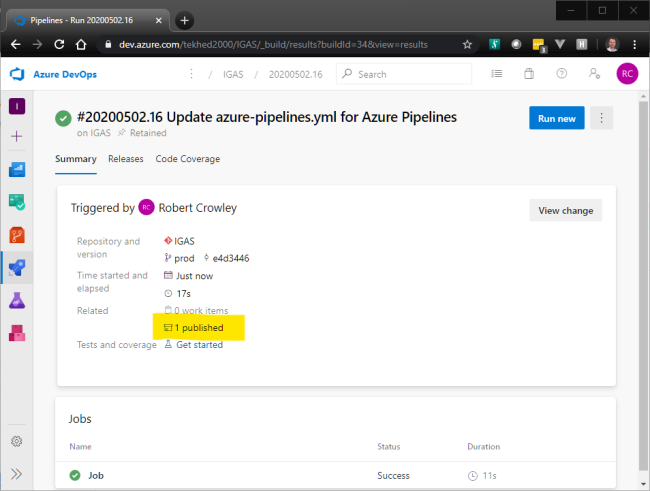 Pipelines - Run 20200502.16
dev.azure.com/tekhed2000/IGAS/_build/results?buildId=34&view=results
3
Azure DevOps
/ IGAS / 20200502.16
Search
RC
I
#20200502.16 Update azure-pipelines.yml for Azure Pipelines
on IGAS Retained
Run new
Summary Releases Code Coverage
Triggered by RC Robert Crowley
View change
Repository and version
IGAS
prod e4d3446
Time started and elapsed
Just now
17s
Related
0 work items
1 published
Tests and coverage
Get started
Jobs
Name Status Duration
Job Success 11s